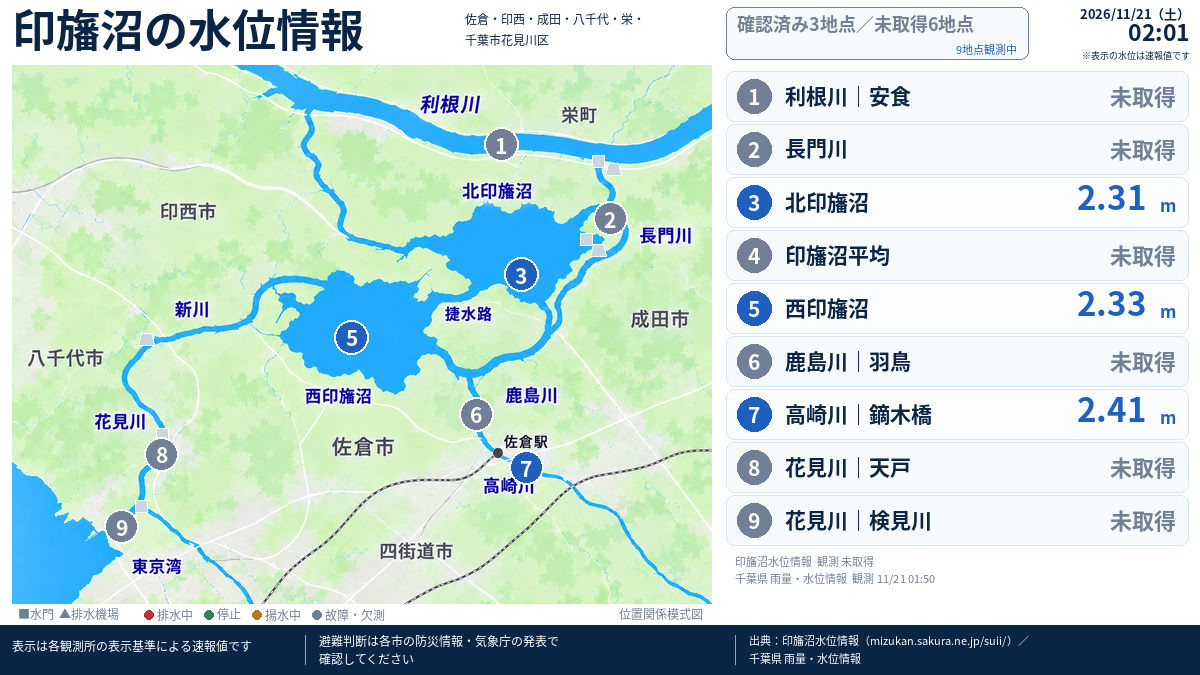 印旛沼の水位情報
佐倉・印西・成田・八千代・栄・
千葉市花見川区
確認済み3地点／未取得6地点
9地点観測中
2026/11/21（土）
02:01
※表示の水位は速報値です
利根川
栄町
1
北印旛沼
印西市
2
長門川
3
新川
捷水路
成田市
5
八千代市
西印旛沼
鹿島川
花見川
6
佐倉市
佐倉駅
8
7
高崎川
9
四街道市
東京湾
1 利根川｜安食 未取得
2 長門川 未取得
3 北印旛沼 2.31 m
4 印旛沼平均 未取得
5 西印旛沼 2.33 m
6 鹿島川｜羽鳥 未取得
7 高崎川｜鏑木橋 2.41 m
8 花見川｜天戸 未取得
9 花見川｜検見川 未取得
印旛沼水位情報 観測 未取得
千葉県 雨量・水位情報 観測 11/21 01:50
■水門 ▲排水機場 ●排水中 ●停止 ●揚水中 ●故障・欠測
位置関係模式図
表示は各観測所の表示基準による速報値です
避難判断は各市の防災情報・気象庁の発表で
確認してください
出典：印旛沼水位情報（mizukan.sakura.ne.jp/suii/）／
千葉県 雨量・水位情報